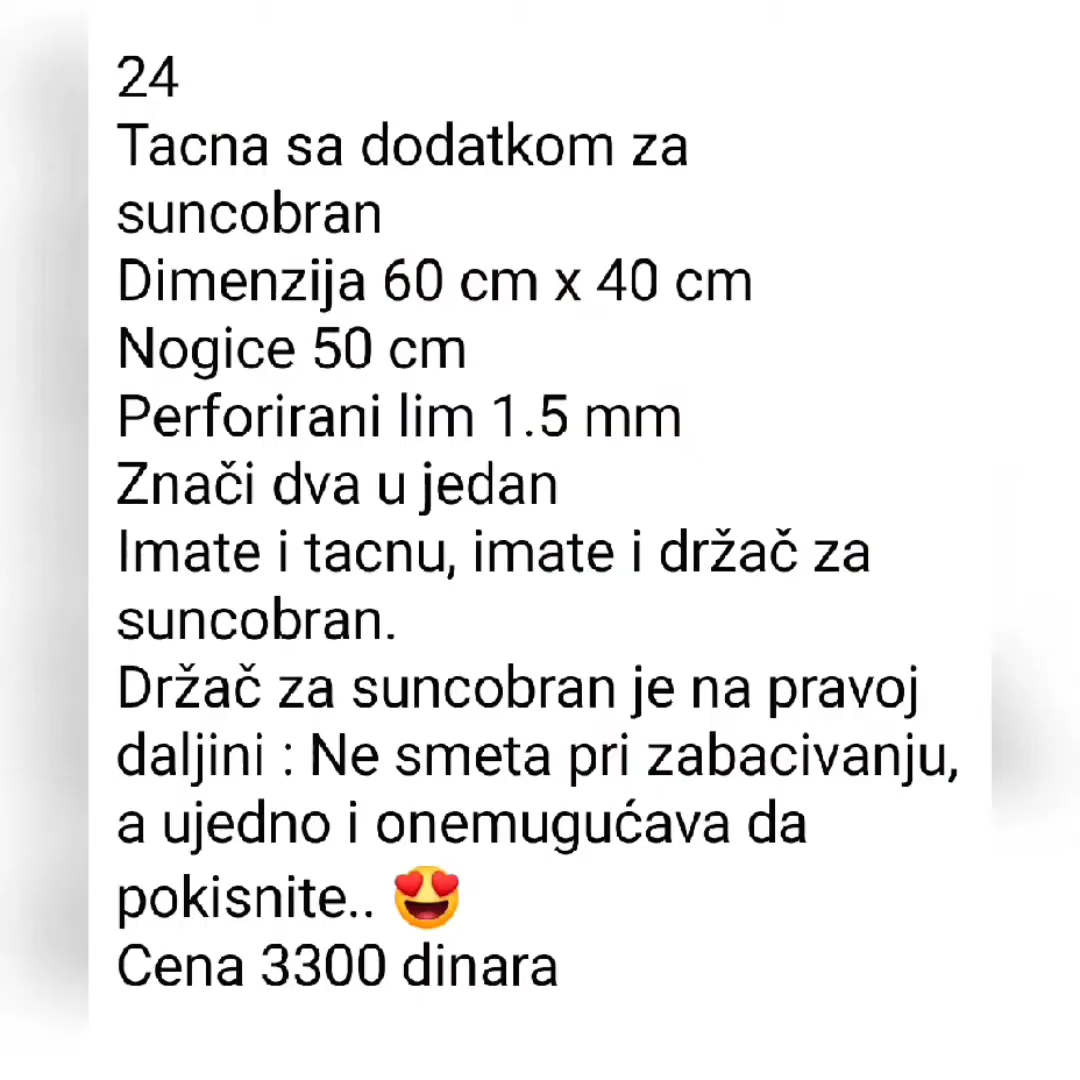 24
Tacna sa dodatkom za
suncobran
Dimenzija 60 cm x 40 cm
Nogice 50 cm
Perforirani lim 1.5 mm
Znači dva u jedan
Imate i tacnu, imate i držač za
suncobran.
Držač za suncobran je na pravoj
daljini : Ne smeta pri zabacivanju,
a ujedno i onemugućava da
pokisnite.. 😍
Cena 3300 dinara